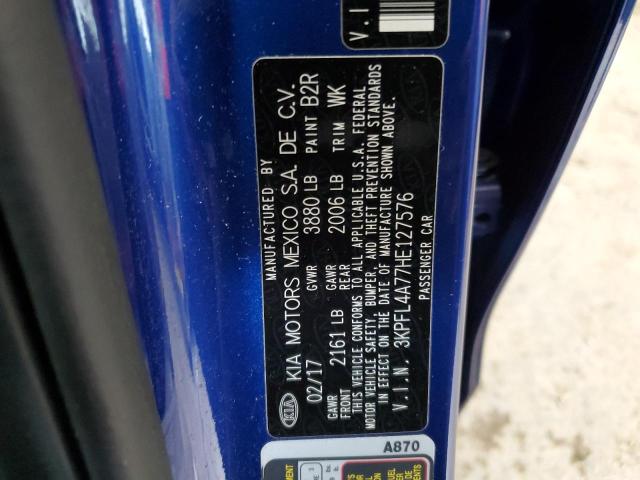 V.I
MANUFACTURED BY
KIA KIA MOTORS MEXICO S.A. DE C.V.
02/17 GVWR 3880 LB PAINT B2R
GAWR FRONT 2161 LB GAWR REAR 2006 LB TRIM WK
THIS VEHICLE CONFORMS TO ALL APPLICABLE U.S.A. FEDERAL
MOTOR VEHICLE SAFETY, BUMPER, AND THEFT PREVENTION STANDARDS
IN EFFECT ON THE DATE OF MANUFACTURE SHOWN ABOVE.
V.I.N. 3KPFL4A77HE127576
PASSENGER CAR
A870